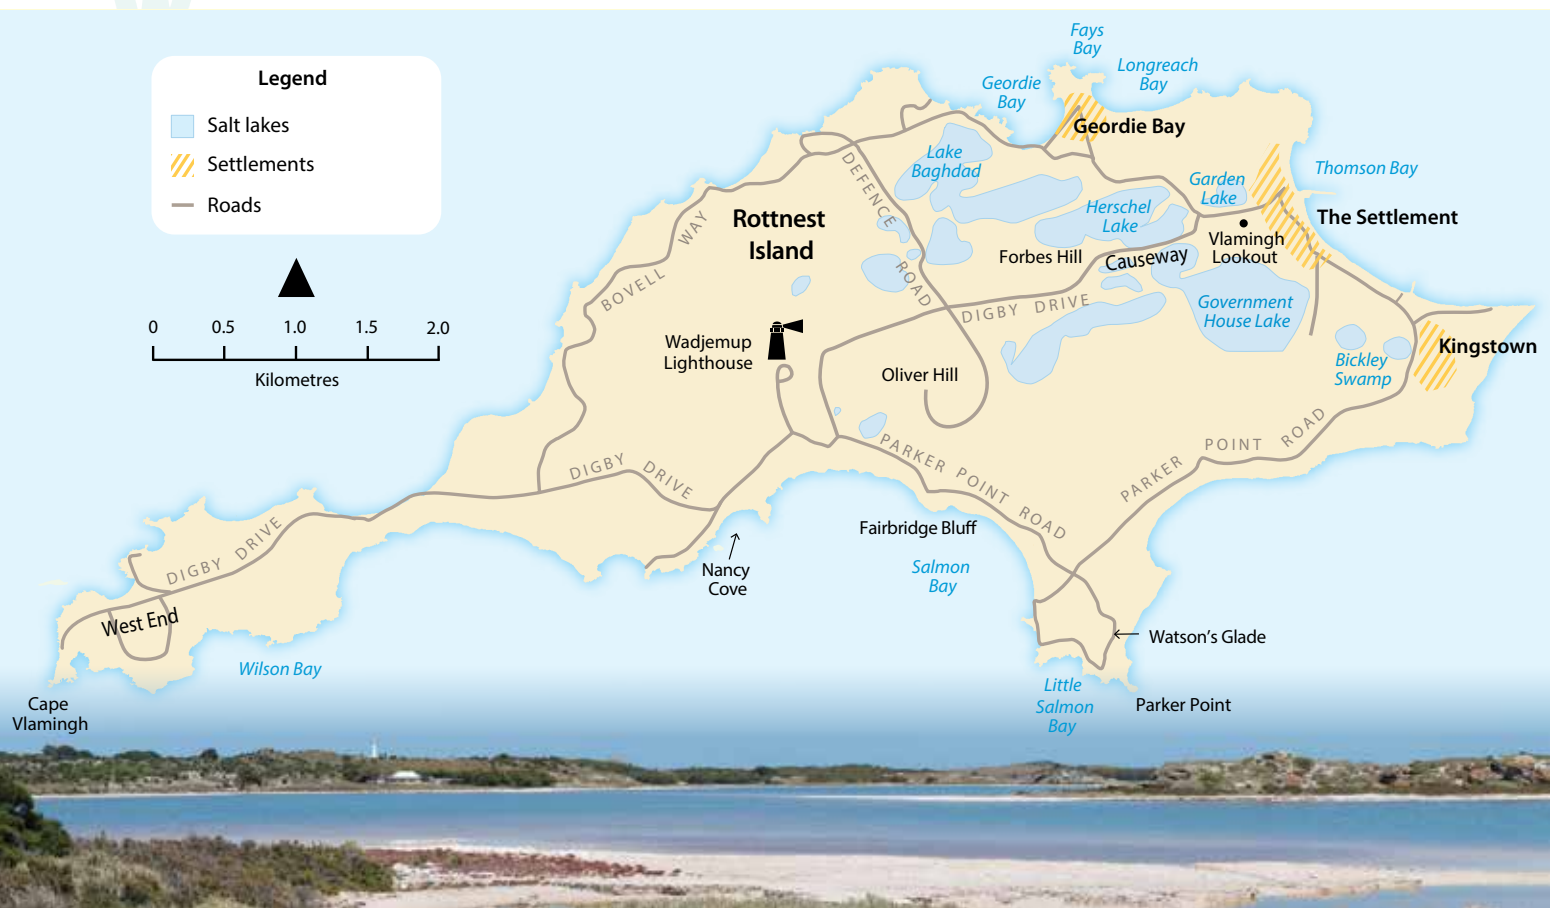 Legend
Salt lakes
Settlements
Roads
0 0.5 1.0 1.5 2.0
Kilometres
Fays
Bay
Longreach
Bay
Geordie
Bay
Geordie Bay
Lake
Baghdad
Thomson Bay
Garden
Lake
Herschel
Lake
The Settlement
Rottnest
Island
DEFENCE ROAD
BOVELL WAY
Vlamingh
Lookout
Forbes Hill
Causeway
DIGBY DRIVE
Government
House Lake
Wadjemup
Lighthouse
Oliver Hill
Bickley
Swamp
Kingstown
PARKER POINT ROAD
PARKER POINT ROAD
DIGBY DRIVE
Fairbridge Bluff
Nancy
Cove
Salmon
Bay
DIGBY DRIVE
West End
Watson's Glade
Wilson Bay
Little
Salmon
Bay
Parker Point
Cape
Vlamingh